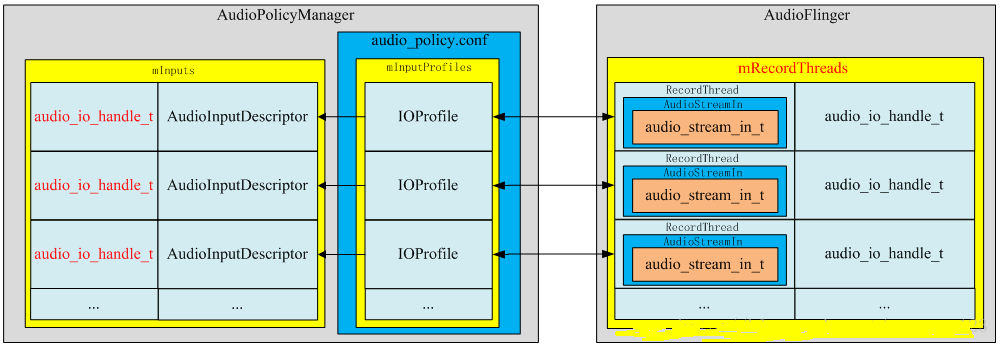 AudioPolicyManager
audio_policy.conf
mInputs
mInputProfiles
audio_io_handle_t
AudioInputDescriptor
IOProfile
audio_io_handle_t
AudioInputDescriptor
IOProfile
audio_io_handle_t
AudioInputDescriptor
IOProfile
...
...
...
AudioFlinger
mRecordThreads
RecordThread
AudioStreamIn
audio_stream_in_t
audio_io_handle_t
RecordThread
AudioStreamIn
audio_stream_in_t
audio_io_handle_t
RecordThread
AudioStreamIn
audio_stream_in_t
audio_io_handle_t
...
...